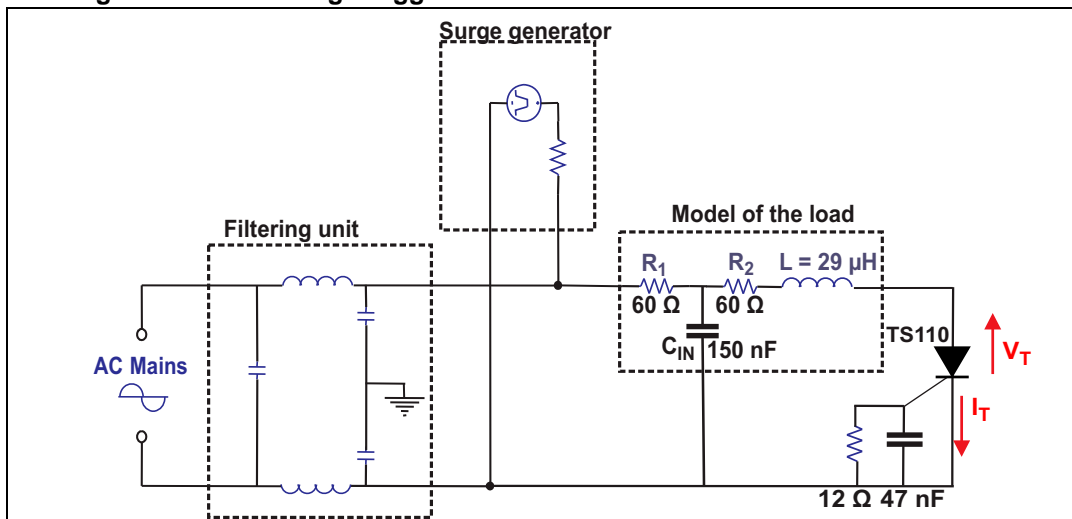 Surge generator
Filtering unit
Model of the load
R1
R2
L = 29 µH
60 Ω
60 Ω
CIN
150 nF
TS110
VT
AC Mains
IT
12 Ω
47 nF